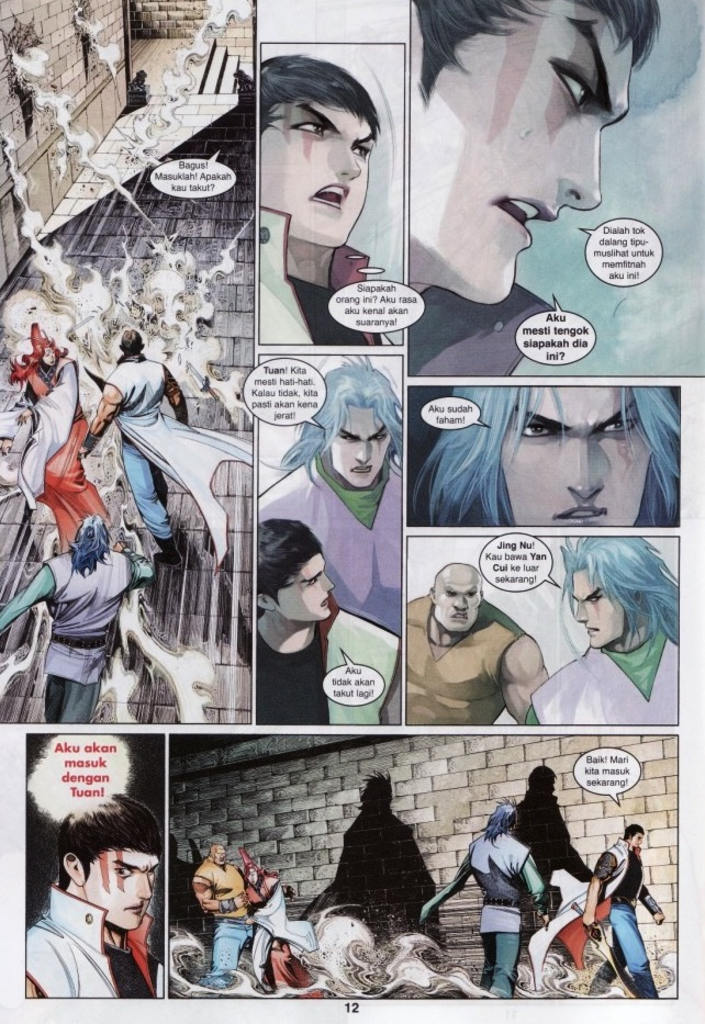 Bagus!
Masuklah! Apakah
kau takut?
Siapakah
orang ini? Aku rasa
aku kenal akan
suaranya!
Dialah tok
dalang tipu-
muslihat untuk
memfitnah
aku ini!
Aku
mesti tengok
siapakah dia
ini?
Tuan! Kita
mesti hati-hati.
Kalau tidak, kita
pasti akan kena
jerat!
Aku
tidak akan
takut lagi!
Aku sudah
faham!
Jing Nu!
Kau bawa Yan
Cui ke luar
sekarang!
Aku akan
masuk
dengan
Tuan!
Baik! Mari
kita masuk
sekarang!
12